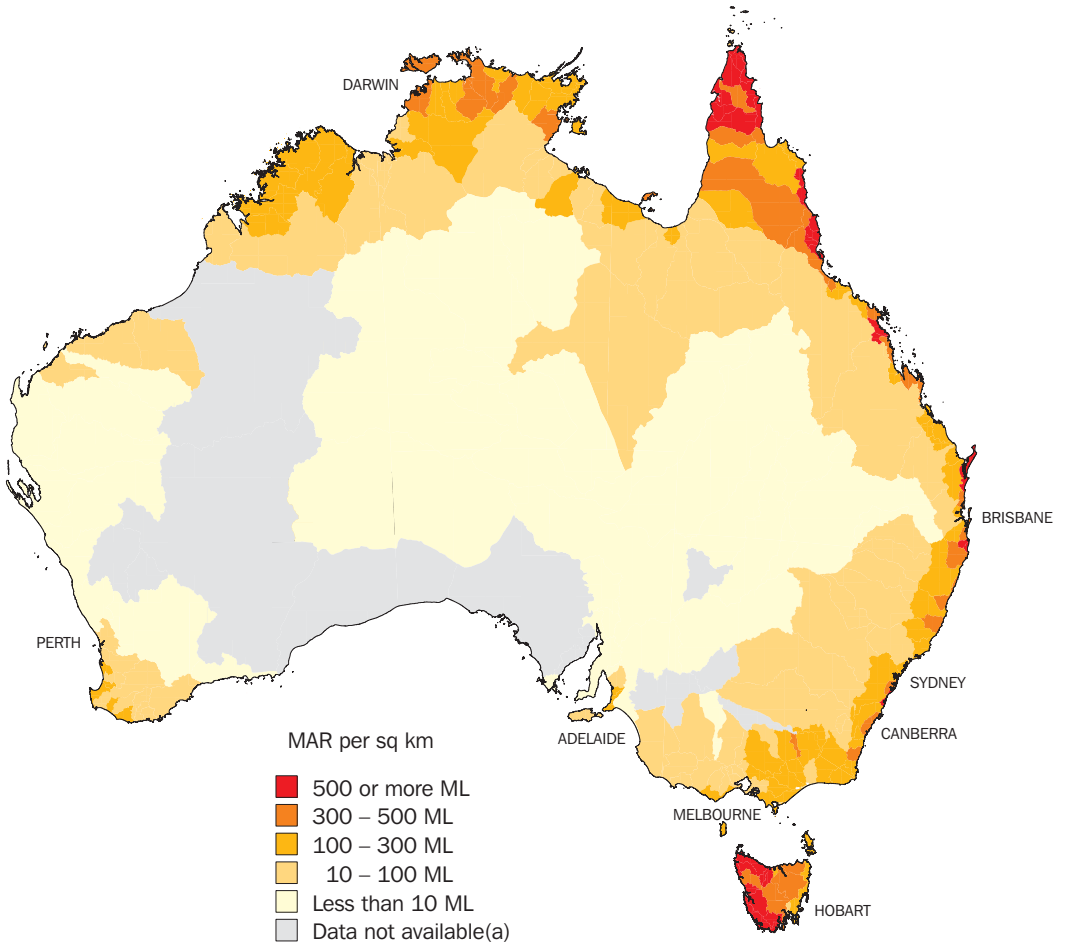 DARWIN
BRISBANE
PERTH
SYDNEY
CANBERRA
ADELAIDE
MELBOURNE
HOBART
MAR per sq km
500 or more ML
300 – 500 ML
100 – 300 ML
10 – 100 ML
Less than 10 ML
Data not available(a)